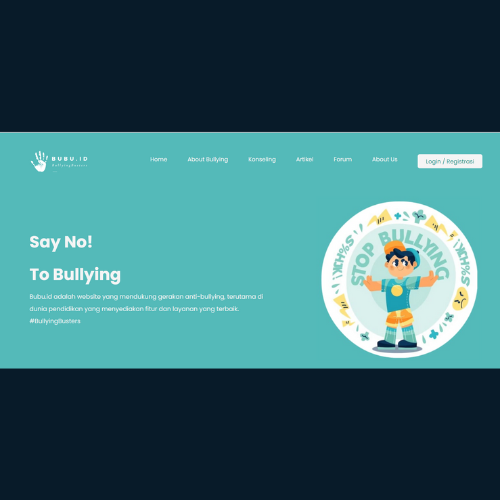 BUBU.ID
Home
About Bullying
Konseling
Artikel
Forum
About Us
Login / Registrasi
Say No!
To Bullying
Bubu.id adalah website yang mendukung gerakan anti-bullying, terutama di
dunia pendidikan yang menyediakan fitur dan layanan yang terbaik.
#BullyingBusters
STOP BULLYING